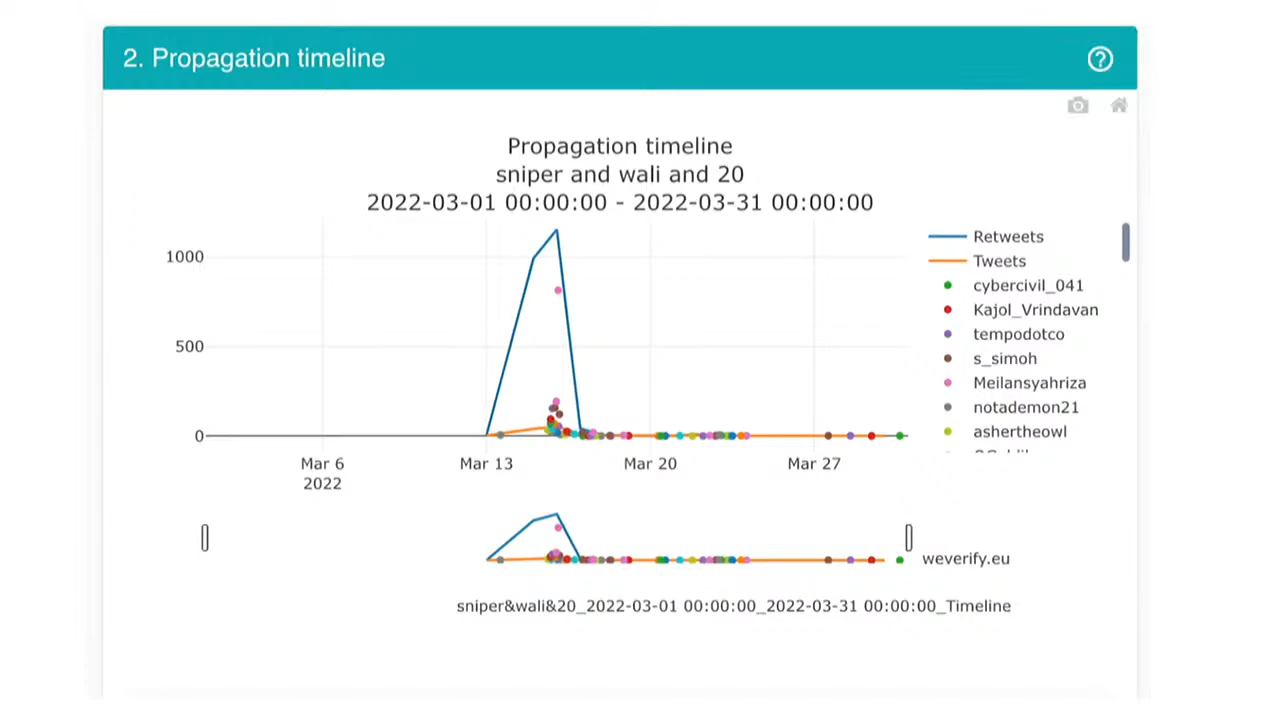 2. Propagation timeline
Propagation timeline
sniper and wali and 20
2022-03-01 00:00:00 - 2022-03-31 00:00:00
1000
500
0
Mar 6
2022
Mar 13
Mar 20
Mar 27
Retweets
Tweets
cybercivil_041
Kajol_Vrindavan
tempodotco
s_simoh
Meilansyahriza
notademon21
ashertheowl
weverify.eu
sniper&wali&20_2022-03-01 00:00:00_2022-03-31 00:00:00_Timeline